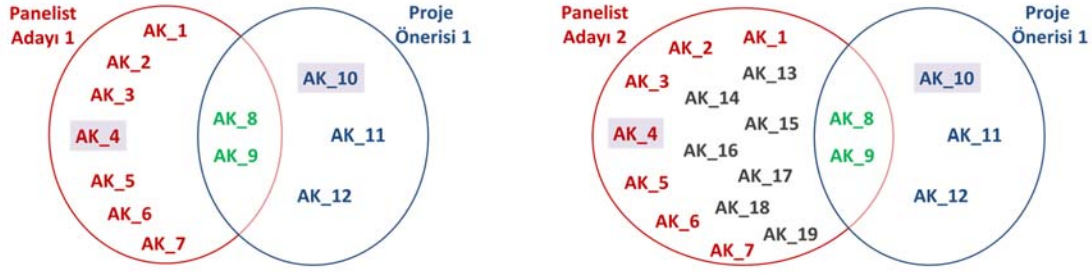 Panelist
Adayı 1
AK_1
AK_2
AK_3
AK_4
AK_5
AK_6
AK_7
AK_8
AK_9
Proje
Önerisi 1
AK_10
AK_11
AK_12
Panelist
Adayı 2
AK_1
AK_2
AK_3
AK_4
AK_5
AK_6
AK_7
AK_13
AK_14
AK_15
AK_16
AK_17
AK_18
AK_19
AK_8
AK_9
Proje
Önerisi 1
AK_10
AK_11
AK_12